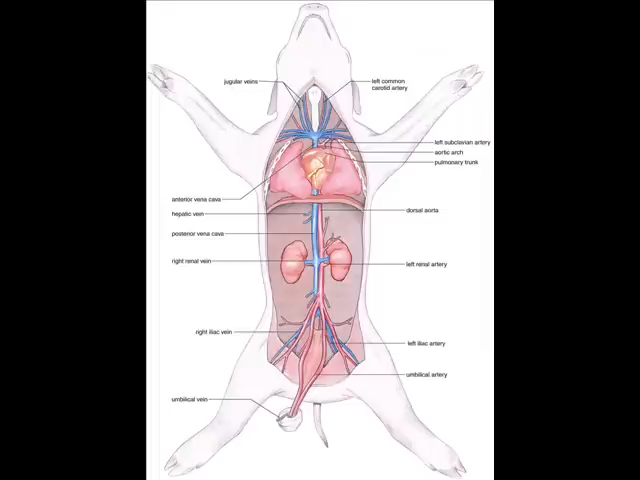 jugular veins
left common
carotid artery
left subclavian artery
aortic arch
pulmonary trunk
anterior vena cava
hepatic vein
dorsal aorta
posterior vena cava
right renal vein
left renal artery
right iliac vein
left iliac artery
umbilical artery
umbilical vein